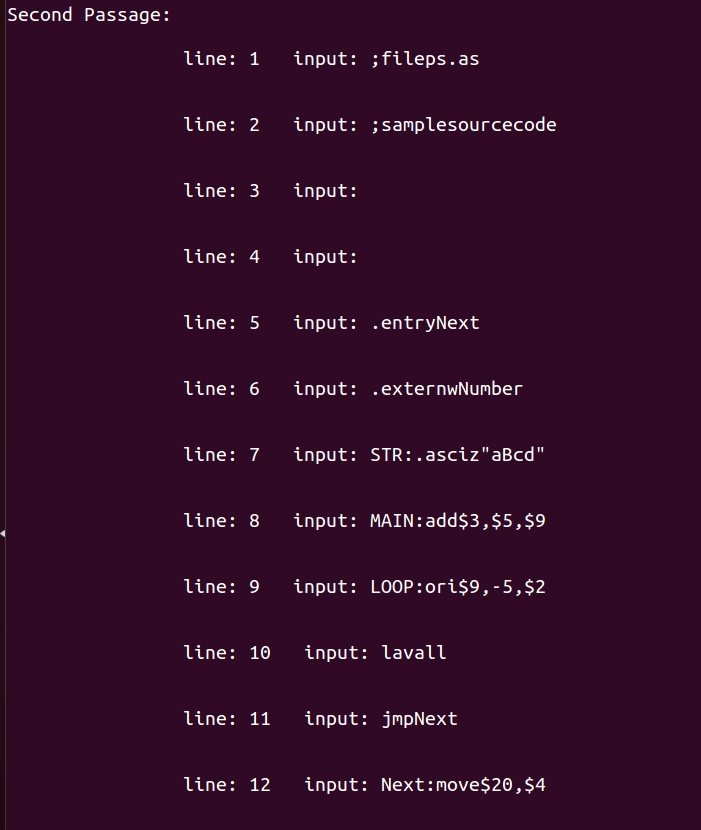 Second Passage:
line: 1 input: ;fileps.as
line: 2 input: ;samplesourcecode
line: 3 input:
line: 4 input:
line: 5 input: .entryNext
line: 6 input: .externwNumber
line: 7 input: STR:.asciz"aBcd"
line: 8 input: MAIN:add$3,$5,$9
line: 9 input: LOOP:ori$9,-5,$2
line: 10 input: lavall
line: 11 input: jmpNext
line: 12 input: Next:move$20,$4